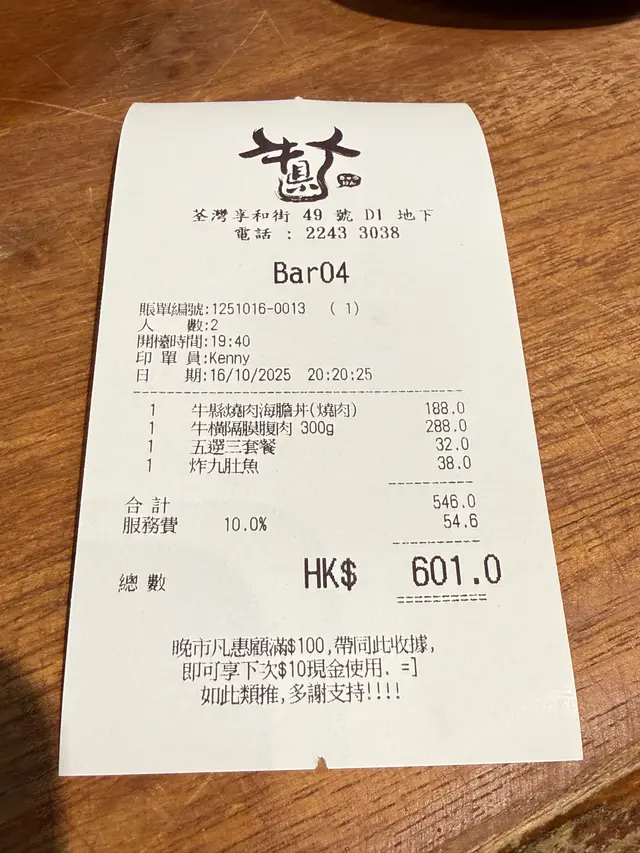 荃灣享和街 49 號 D1 地下
電話 : 2243 3038
Bar04
賬單編號:1251016-0013 (1)
人 數:2
開檯時間:19:40
印單員:Kenny
日 期:16/10/2025 20:20:25
1 牛縣燒肉海膽丼(燒肉) 188.0
1 牛橫隔膜腹肉 300g 288.0
1 五選三套餐 32.0
1 炸九肚魚 38.0
合計 546.0
服務費 10.0% 54.6
總數 HK$ 601.0
晚市凡惠顧滿$100,帶同此收據,
即可享下次$10現金使用. =]
如此類推,多謝支持!!!!